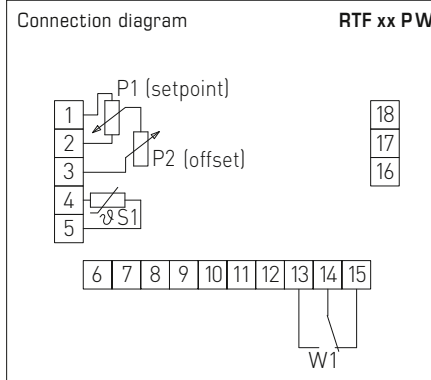 Connection diagram RTF xx PW
P1 (setpoint)
1
2
3
4
5
P2 (offset)
ϑ S1
18
17
16
6 7 8 9 10 11 12 13 14 15
W1